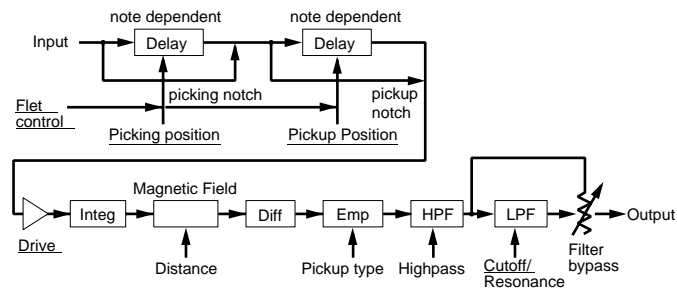 note dependent
note dependent
Input
Delay
Delay
picking notch
pickup
notch
Flet
control
Picking position
Pickup Position
Magnetic Field
Integ
Diff
Emp
HPF
LPF
Output
Drive
Distance
Pickup type
Highpass
Cutoff/
Resonance
Filter
bypass